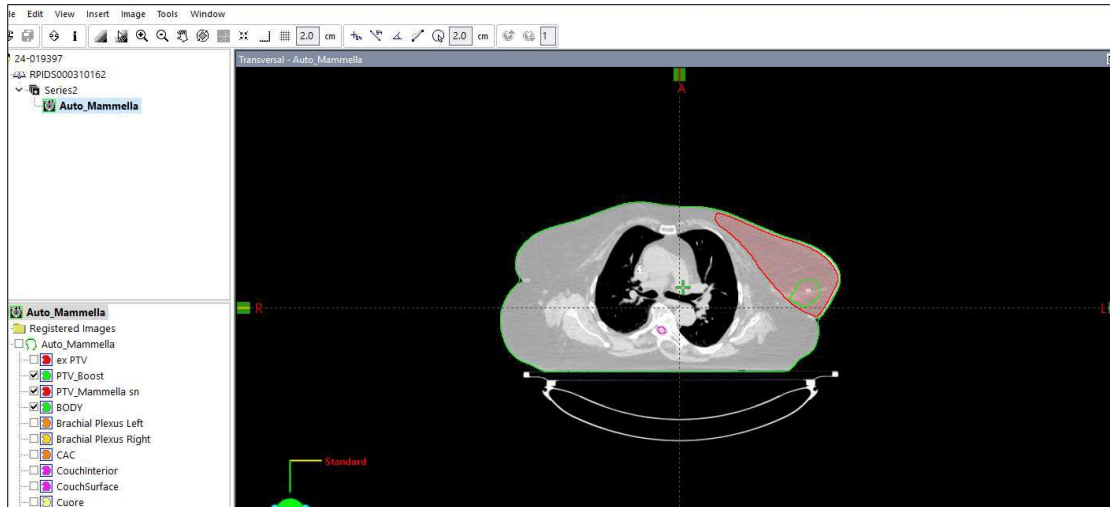 le Edit View Insert Image Tools Window
2.0 cm 2.0 cm 1
24-019397
RPIDS000310162
Series2
Auto_Mammella
Transversal - Auto_Mammella
A
R
L
Auto_Mammella
Registered Images
Auto_Mammella
ex PTV
PTV_Boost
PTV_Mammella sn
BODY
Brachial Plexus Left
Brachial Plexus Right
CAC
CouchInterior
CouchSurface
Cuore
Standard